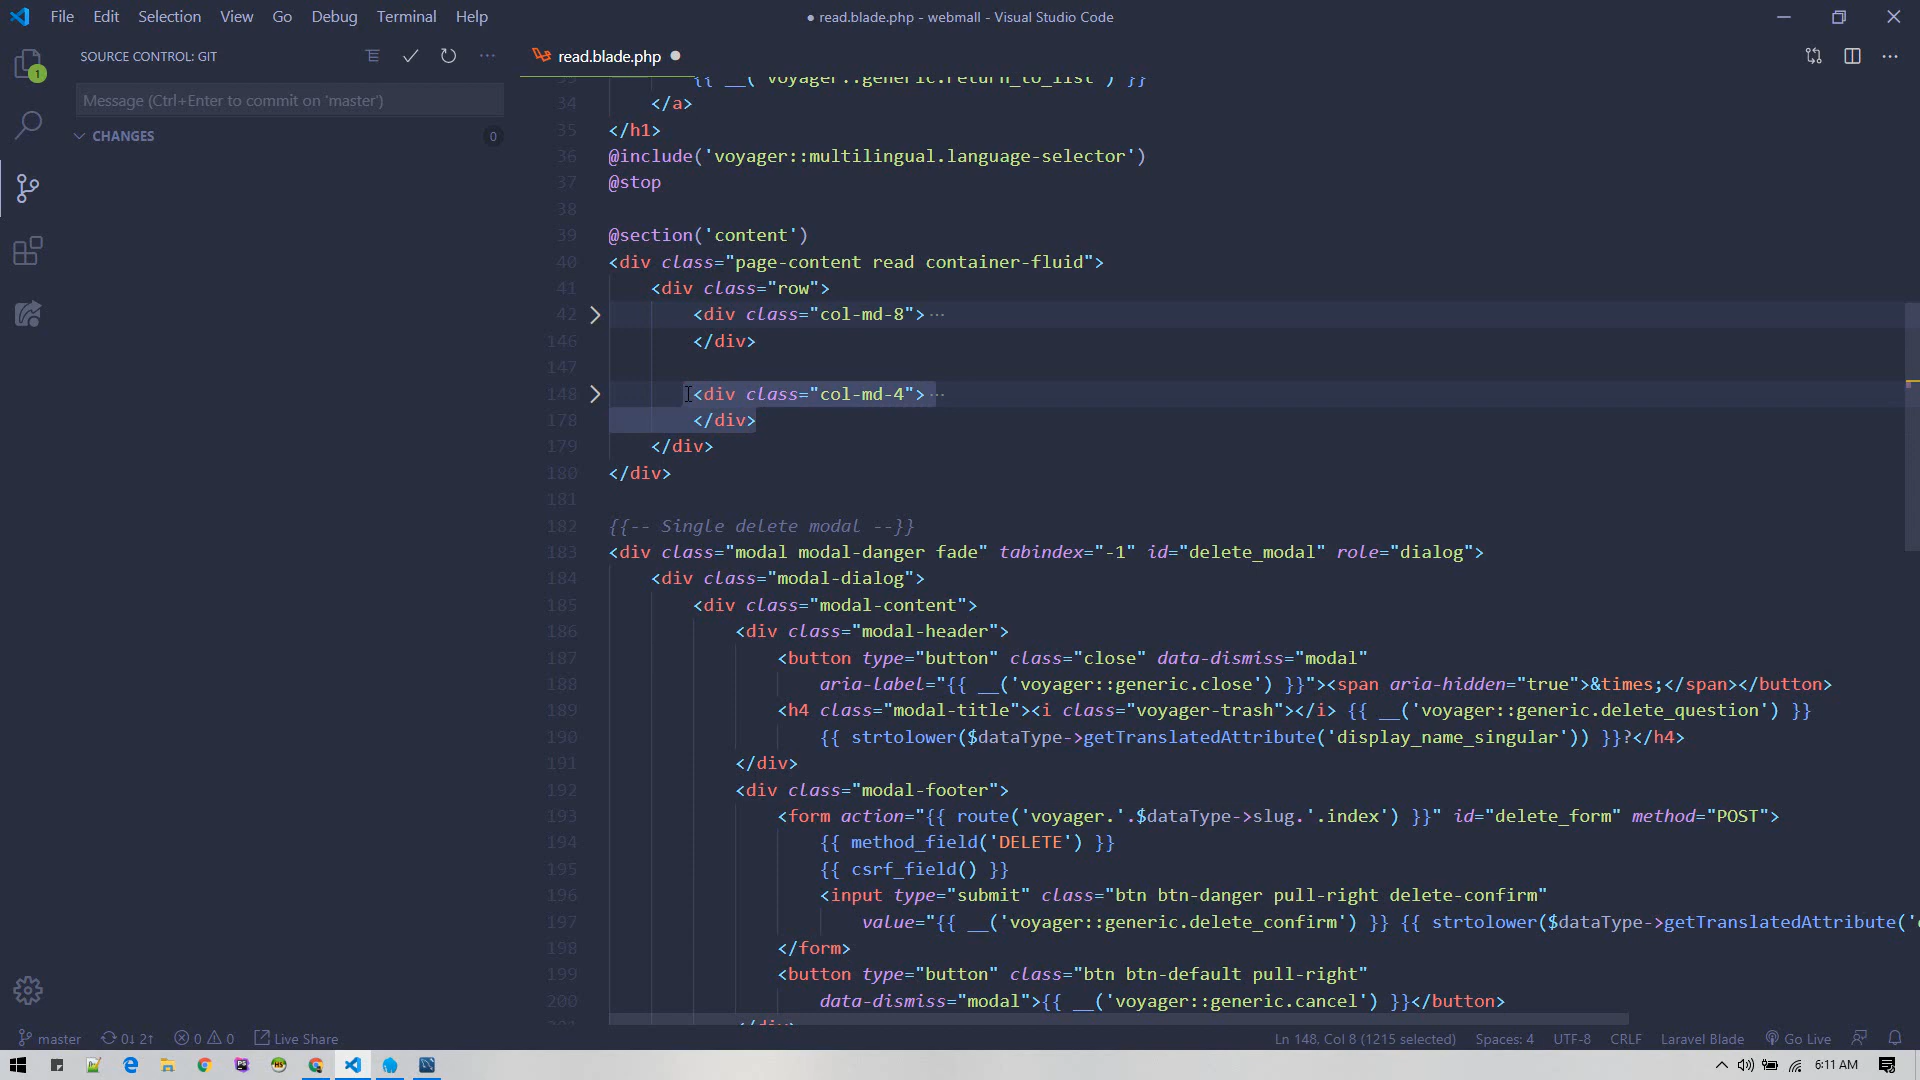 File Edit Selection View Go Debug Terminal Help
● read.blade.php - webmall - Visual Studio Code
SOURCE CONTROL: GIT
read.blade.php
1
Message (Ctrl+Enter to commit on 'master')
CHANGES 0
{{ __('voyager::generic.return_to_list') }}
34 </a>
35 </h1>
36 @include('voyager::multilingual.language-selector')
37 @stop
38
39 @section('content')
40 <div class="page-content read container-fluid">
41 <div class="row">
42 <div class="col-md-8">···
146 </div>
147
148 <div class="col-md-4">···
178 </div>
179 </div>
180 </div>
181
182 {{-- Single delete modal --}}
183 <div class="modal modal-danger fade" tabindex="-1" id="delete_modal" role="dialog">
184 <div class="modal-dialog">
185 <div class="modal-content">
186 <div class="modal-header">
187 <button type="button" class="close" data-dismiss="modal"
188 aria-label="{{ __('voyager::generic.close') }}"><span aria-hidden="true">&times;</span></button>
189 <h4 class="modal-title"><i class="voyager-trash"></i> {{ __('voyager::generic.delete_question') }}
190 {{ strtolower($dataType->getTranslatedAttribute('display_name_singular')) }}?</h4>
191 </div>
192 <div class="modal-footer">
193 <form action="{{ route('voyager.'.$dataType->slug.'.index') }}" id="delete_form" method="POST">
194 {{ method_field('DELETE') }}
195 {{ csrf_field() }}
196 <input type="submit" class="btn btn-danger pull-right delete-confirm"
197 value="{{ __('voyager::generic.delete_confirm') }} {{ strtolower($dataType->getTranslatedAttribute('
198 </form>
199 <button type="button" class="btn btn-default pull-right"
200 data-dismiss="modal">{{ __('voyager::generic.cancel') }}</button>
master 0↓ 2↑ 0 0 Live Share
Ln 148, Col 8 (1215 selected) Spaces: 4 UTF-8 CRLF Laravel Blade Go Live
6:11 AM